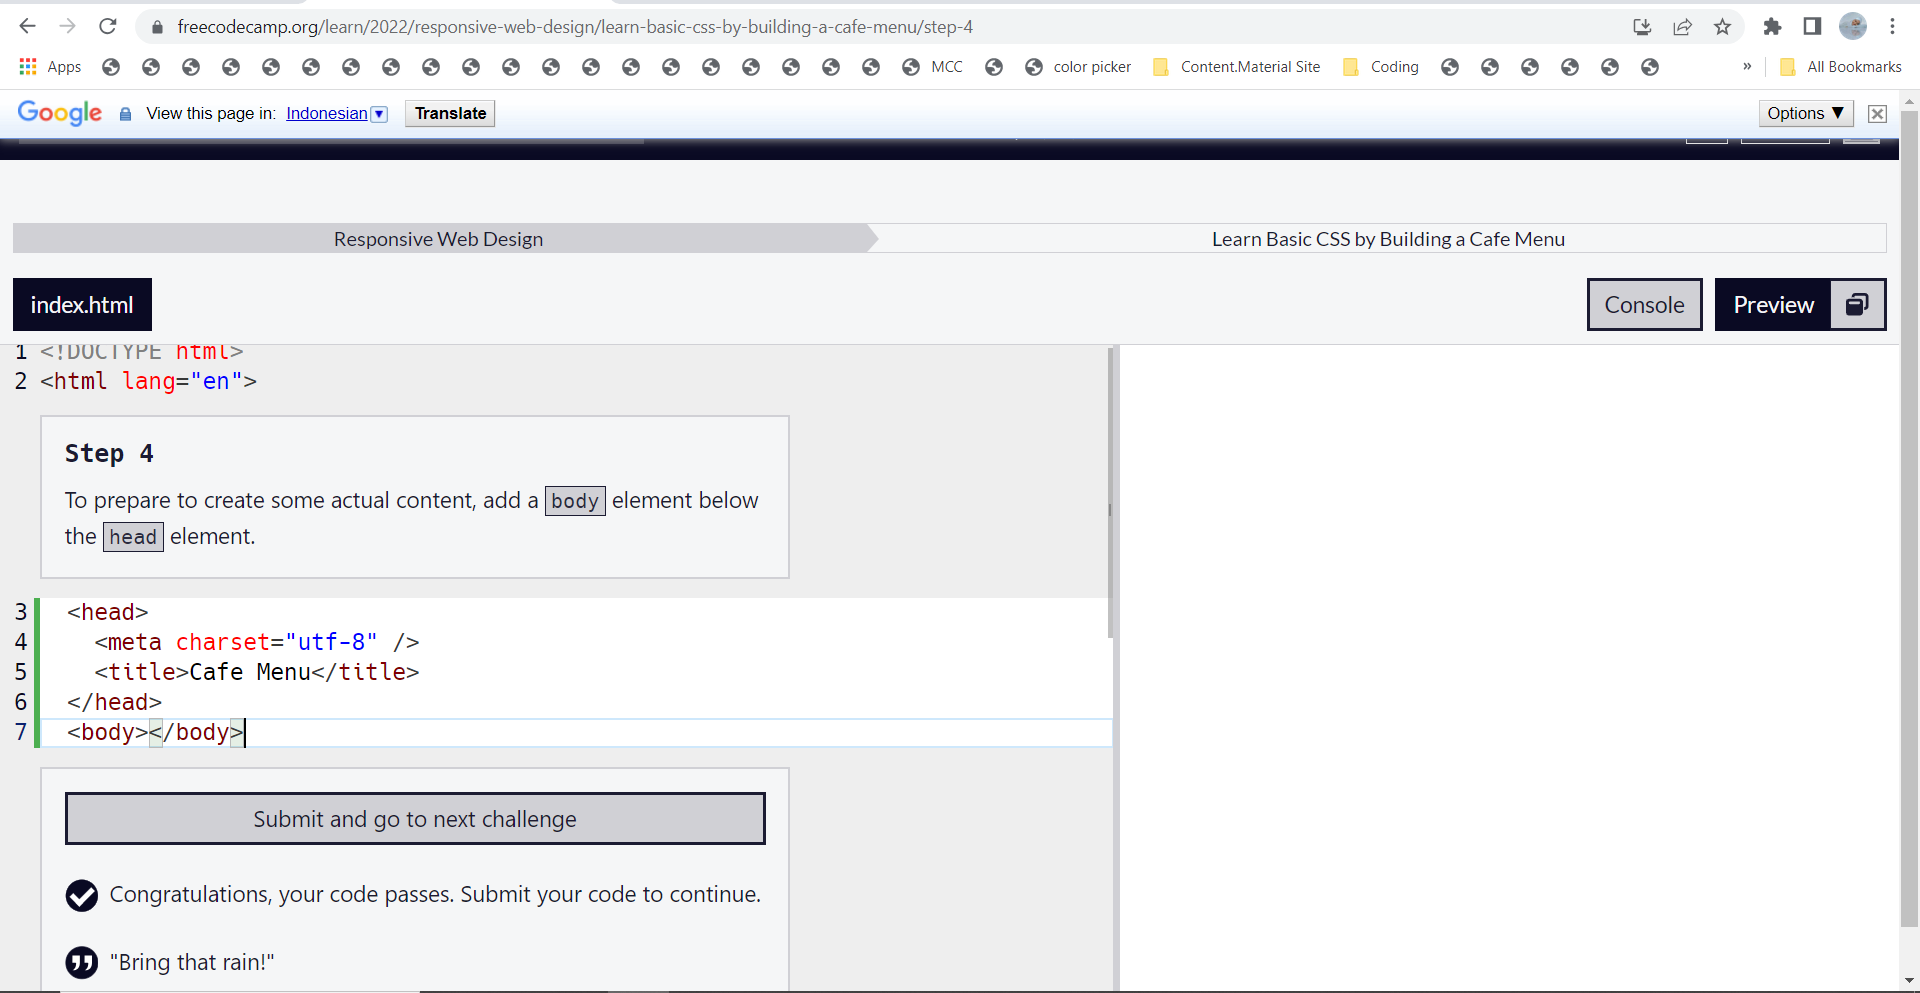 freecodecamp.org/learn/2022/responsive-web-design/learn-basic-css-by-building-a-cafe-menu/step-4
Apps MCC color picker Content.Material Site Coding » All Bookmarks
Google View this page in: Indonesian Translate Options ▼
Responsive Web Design Learn Basic CSS by Building a Cafe Menu
index.html Console Preview
1 <!DOCTYPE html>
2 <html lang="en">
Step 4
To prepare to create some actual content, add a body element below
the head element.
3 <head>
4 <meta charset="utf-8" />
5 <title>Cafe Menu</title>
6 </head>
7 <body></body>
Submit and go to next challenge
Congratulations, your code passes. Submit your code to continue.
"Bring that rain!"